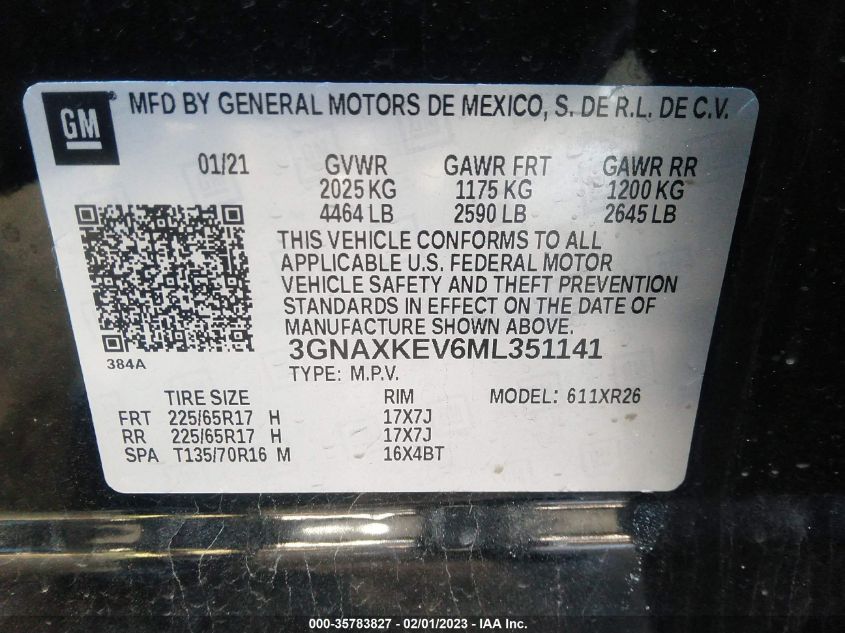 GM MFD BY GENERAL MOTORS DE MEXICO, S. DE R.L. DE C.V.
01/21 GVWR GAWR FRT GAWR RR
2025 KG 1175 KG 1200 KG
4464 LB 2590 LB 2645 LB
THIS VEHICLE CONFORMS TO ALL
APPLICABLE U.S. FEDERAL MOTOR
VEHICLE SAFETY AND THEFT PREVENTION
STANDARDS IN EFFECT ON THE DATE OF
MANUFACTURE SHOWN ABOVE.
3GNAXKEV6ML351141
384A
TYPE: M.P.V.
TIRE SIZE RIM MODEL: 611XR26
FRT 225/65R17 H 17X7J
RR 225/65R17 H 17X7J
SPA T135/70R16 M 16X4BT
000-35783827 - 02/01/2023 - IAA Inc.